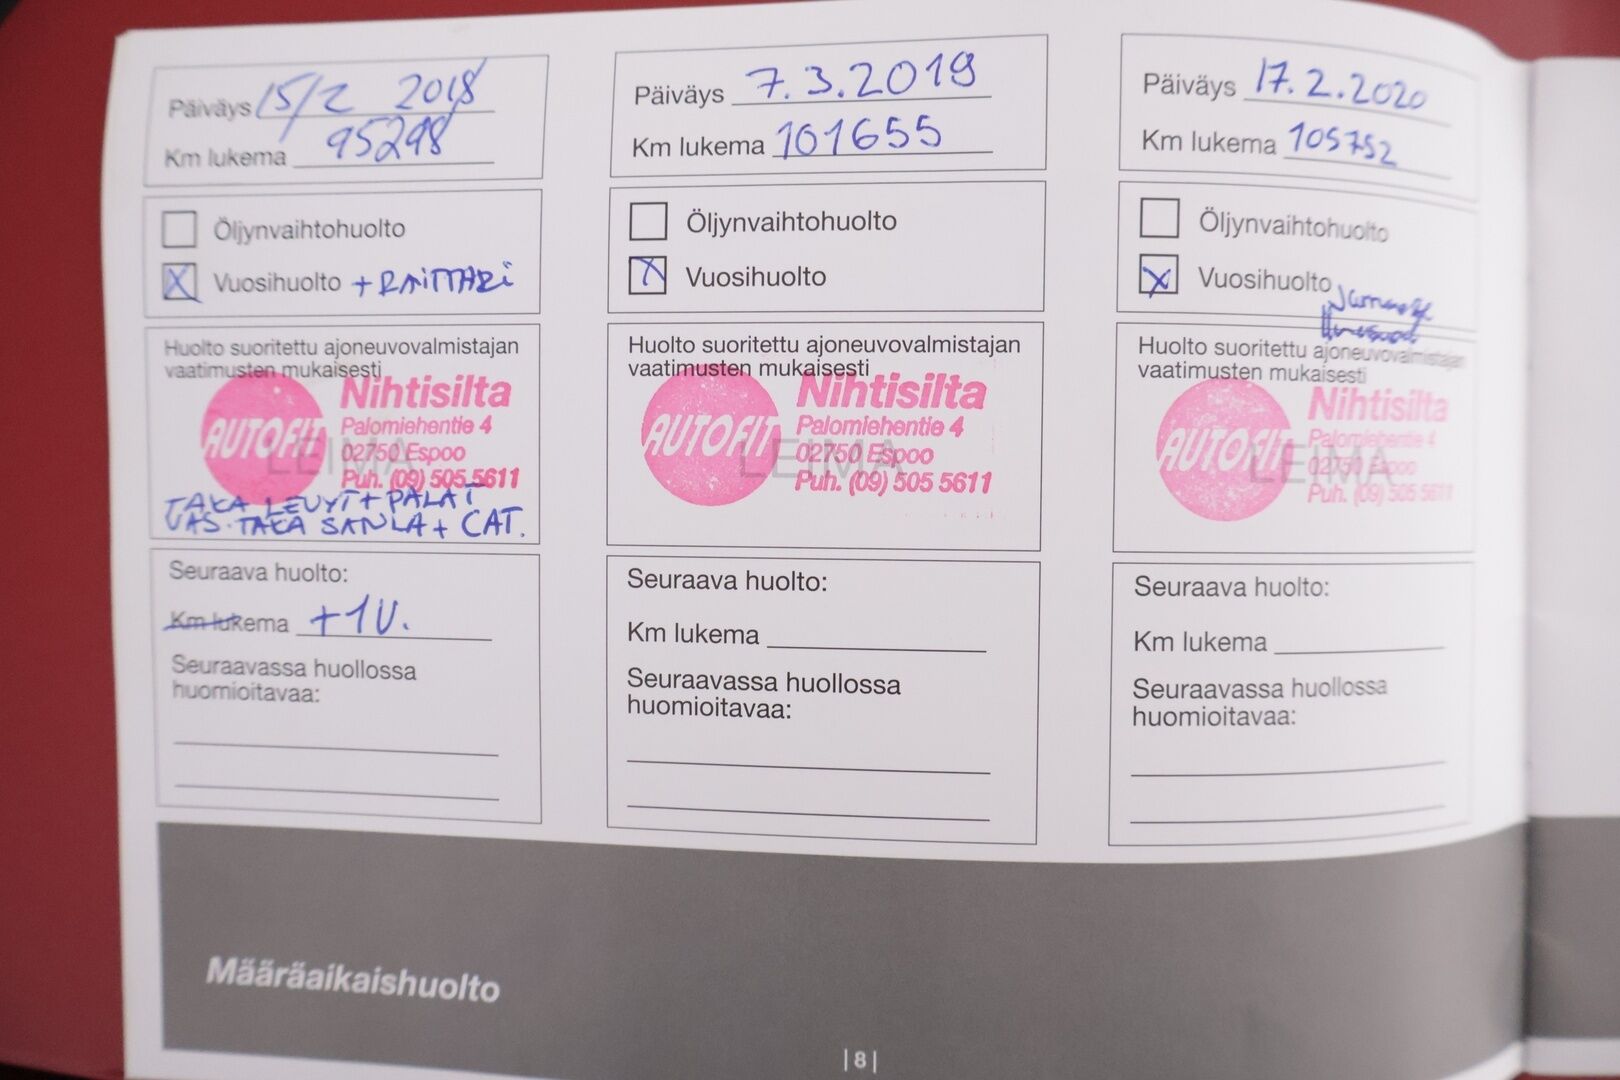 Päiväys 15/2 2018
Km lukema 95298
Öljynvaihtohuolto
X Vuosihuolto + RAITTARI
Huolto suoritettu ajoneuvovalmistajan
vaatimusten mukaisesti
LEIMA
AUTOFIT
Nihtisilta
Palomiehentie 4
02750 Espoo
Puh. (09) 505 5611
TAKA LEVYT + PALAT
VAS. TAKA SATULA + CAT.
Seuraava huolto:
Km lukema +1V.
Seuraavassa huollossa
huomioitavaa:
Päiväys 7.3.2019
Km lukema 101655
Öljynvaihtohuolto
X Vuosihuolto
Huolto suoritettu ajoneuvovalmistajan
vaatimusten mukaisesti
LEIMA
AUTOFIT
Nihtisilta
Palomiehentie 4
02750 Espoo
Puh. (09) 505 5611
Seuraava huolto:
Km lukema
Seuraavassa huollossa
huomioitavaa:
Päiväys 17.2.2020
Km lukema 105752
Öljynvaihtohuolto
X Vuosihuolto
Huolto suoritettu ajoneuvovalmistajan
vaatimusten mukaisesti
LEIMA
AUTOFIT
Nihtisilta
Palomiehentie 4
02750 Espoo
Puh. (09) 505 5611
Seuraava huolto:
Km lukema
Seuraavassa huollossa
huomioitavaa:
Määräaikaishuolto
| 8 |